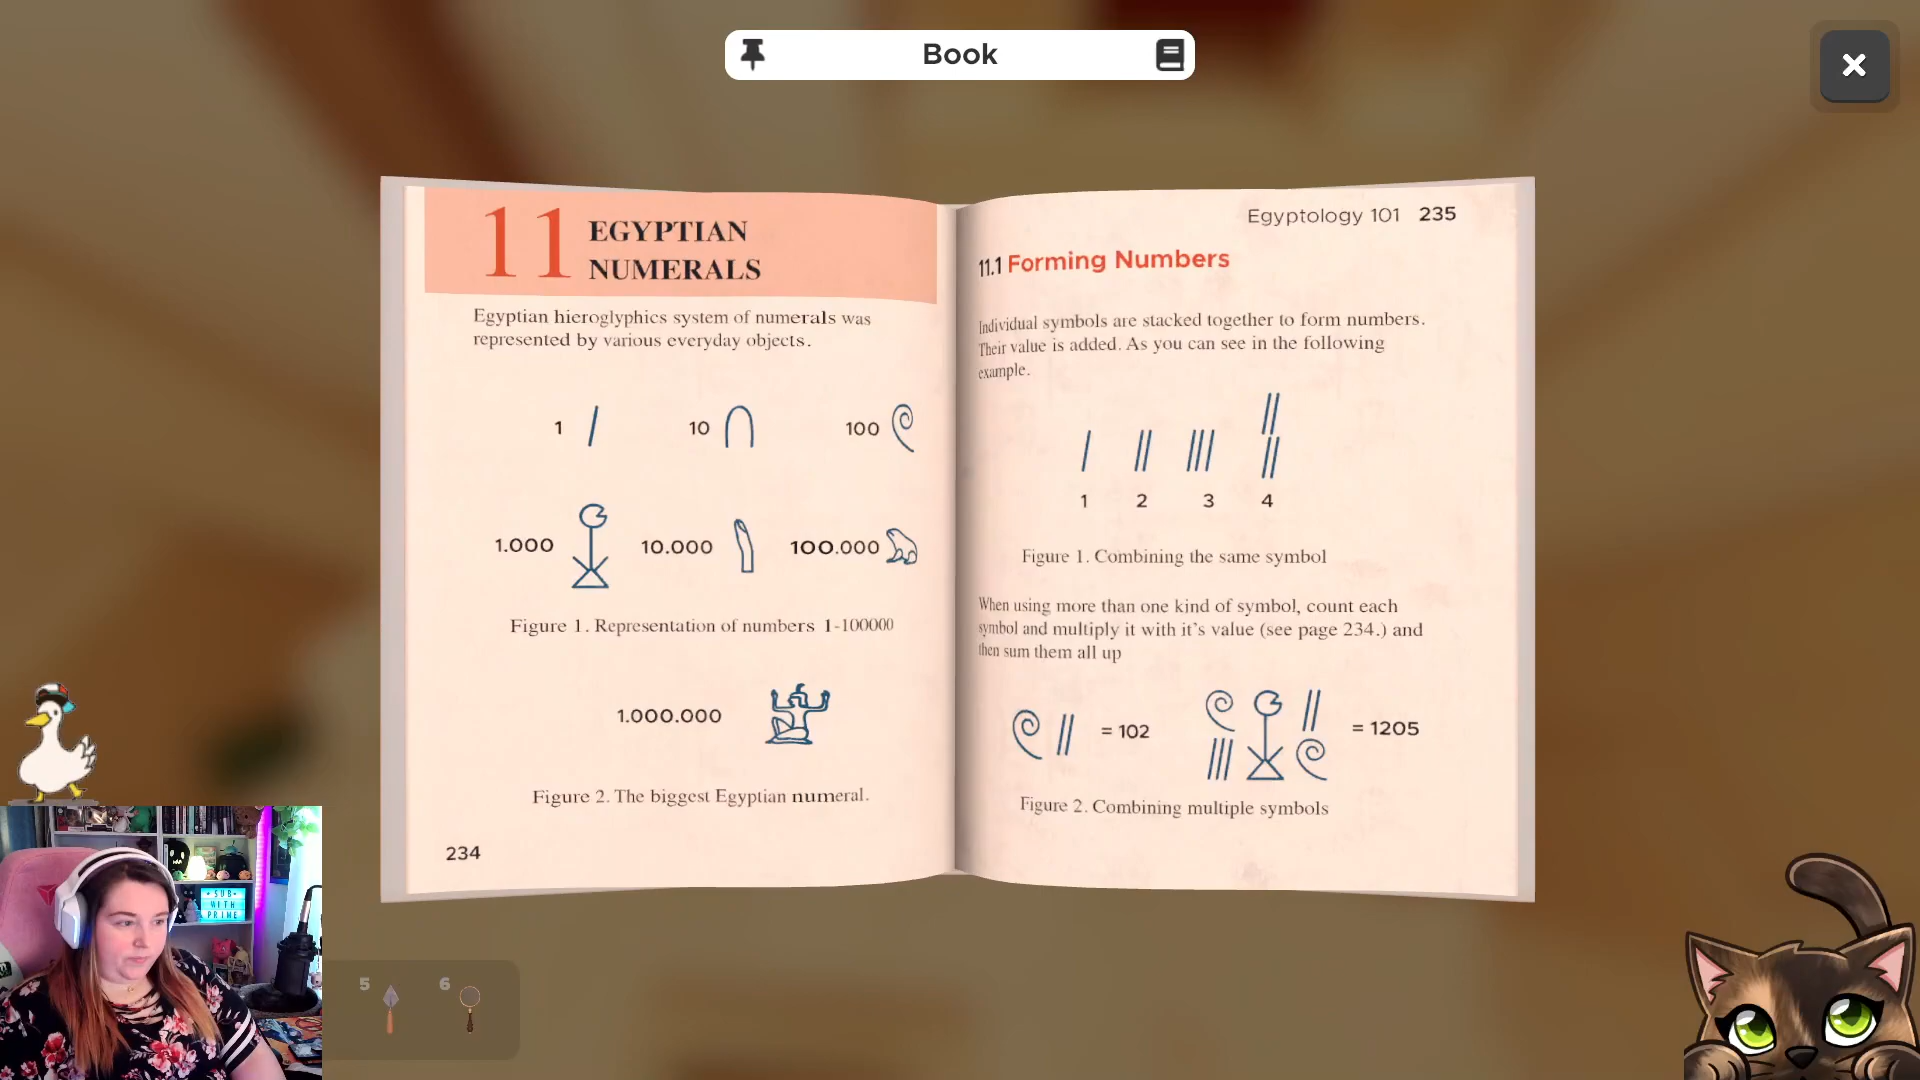 Book
11 EGYPTIAN
NUMERALS
Egyptian hieroglyphics system of numerals was
represented by various everyday objects.
1 10 100
1.000 10.000 100.000
Figure 1. Representation of numbers 1-100000
1.000.000
Figure 2. The biggest Egyptian numeral.
234
Egyptology 101 235
11.1 Forming Numbers
Individual symbols are stacked together to form numbers.
Their value is added. As you can see in the following
example.
1 2 3 4
Figure 1. Combining the same symbol
When using more than one kind of symbol, count each
symbol and multiply it with it's value (see page 234.) and
then sum them all up
= 102 = 1205
Figure 2. Combining multiple symbols
SUB
WITH
PRIME
5 6